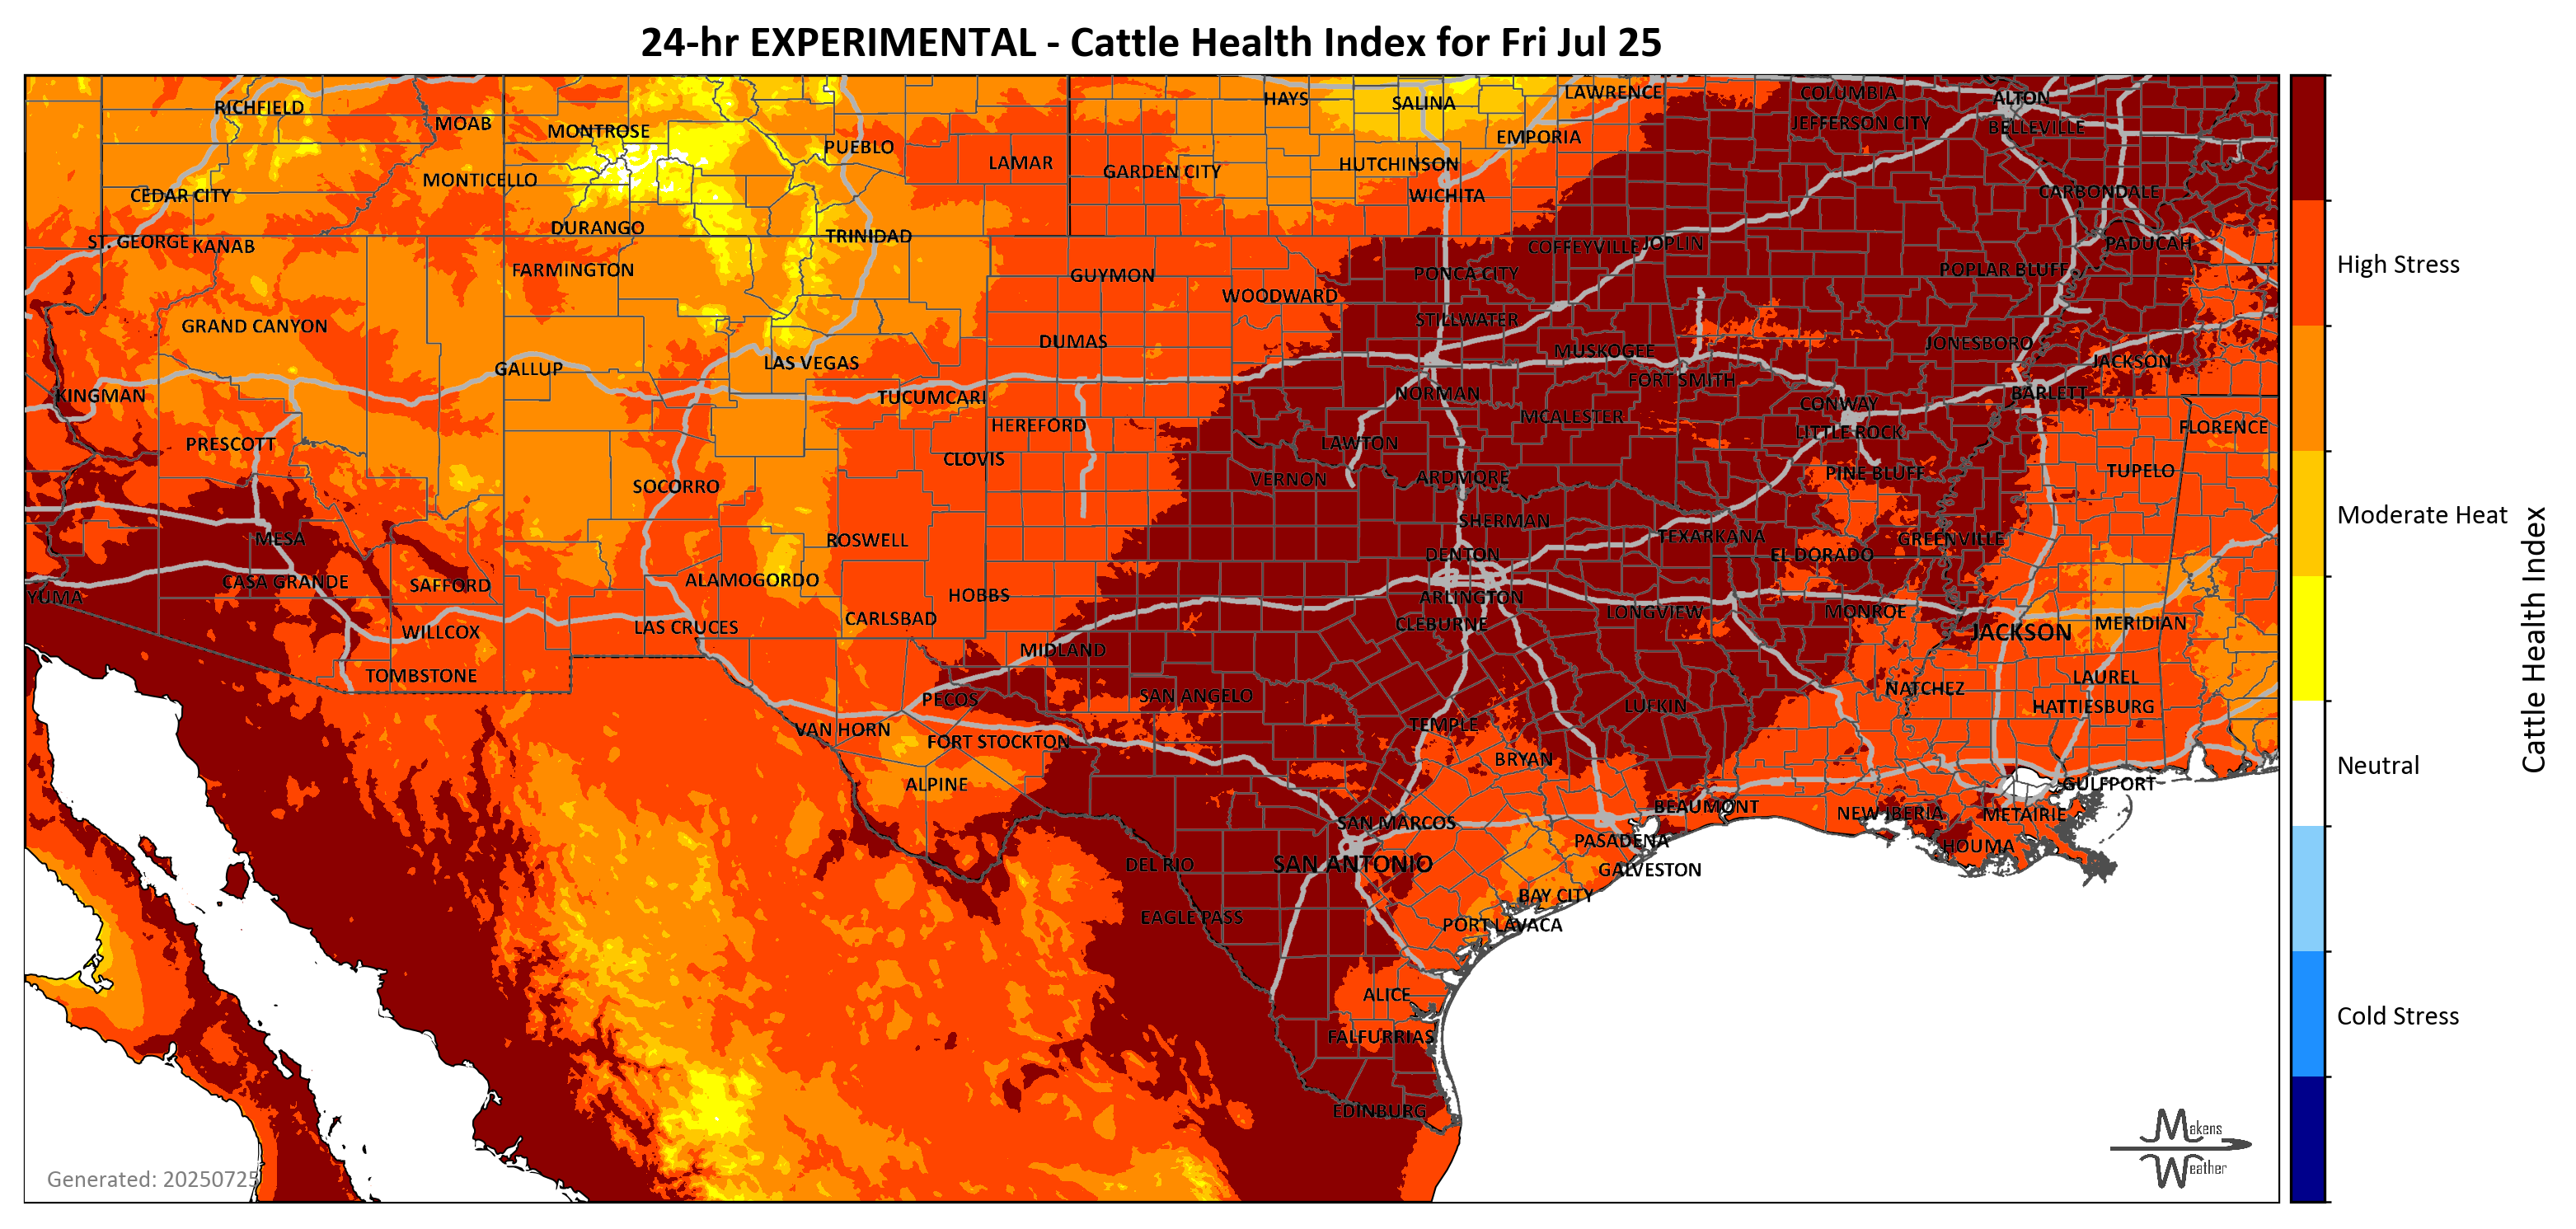 24-hr EXPERIMENTAL - Cattle Health Index for Fri Jul 25
RICHFIELD
MOAB
MONTROSE
PUEBLO
LAMAR
GARDEN CITY
HAYS
SALINA
LAWRENCE
EMPORIA
HUTCHINSON
WICHITA
COLUMBIA
JEFFERSON CITY
ALTON
BELLEVILLE
CEDAR CITY
MONTICELLO
CARBONDALE
ST. GEORGE
KANAB
DURANGO
TRINIDAD
COFFEYVILLE
JOPLIN
PADUCAH
High Stress
FARMINGTON
GUYMON
WOODWARD
PONCA CITY
POPLAR BLUFF
GRAND CANYON
DUMAS
STILLWATER
MUSKOGEE
JONESBORO
JACKSON
GALLUP
LAS VEGAS
KINGMAN
TUCUMCARI
NORMAN
FORT SMITH
BARLETT
HEREFORD
MCALESTER
CONWAY
LITTLE ROCK
FLORENCE
PRESCOTT
CLOVIS
LAWTON
SOCORRO
VERNON
ARDMORE
PINE BLUFF
TUPELO
Moderate Heat
MESA
ROSWELL
SHERMAN
DENTON
TEXARKANA
EL DORADO
GREENVILLE
YUMA
CASA GRANDE
SAFFORD
ALAMOGORDO
HOBBS
ARLINGTON
LONGVIEW
MONROE
WILLCOX
LAS CRUCES
CARLSBAD
CLEBURNE
JACKSON
MERIDIAN
TOMBSTONE
MIDLAND
PECOS
SAN ANGELO
LUFKIN
NATCHEZ
LAUREL
HATTIESBURG
Cattle Health Index
VAN HORN
FORT STOCKTON
TEMPLE
BRYAN
Neutral
ALPINE
SAN MARCOS
BEAUMONT
NEW IBERIA
METAIRIE
GULFPORT
DEL RIO
SAN ANTONIO
PASADENA
GALVESTON
HOUMA
EAGLE PASS
BAY CITY
PORT LAVACA
ALICE
FALFURRIAS
Cold Stress
EDINBURG
Makens
Weather
Generated: 20250725